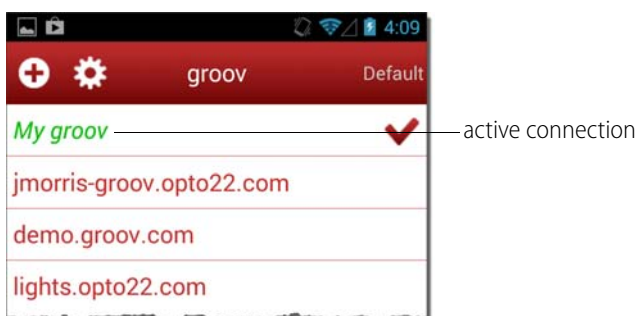 4:09
groov
Default
My groov
active connection
jmorris-groov.opto22.com
demo.groov.com
lights.opto22.com